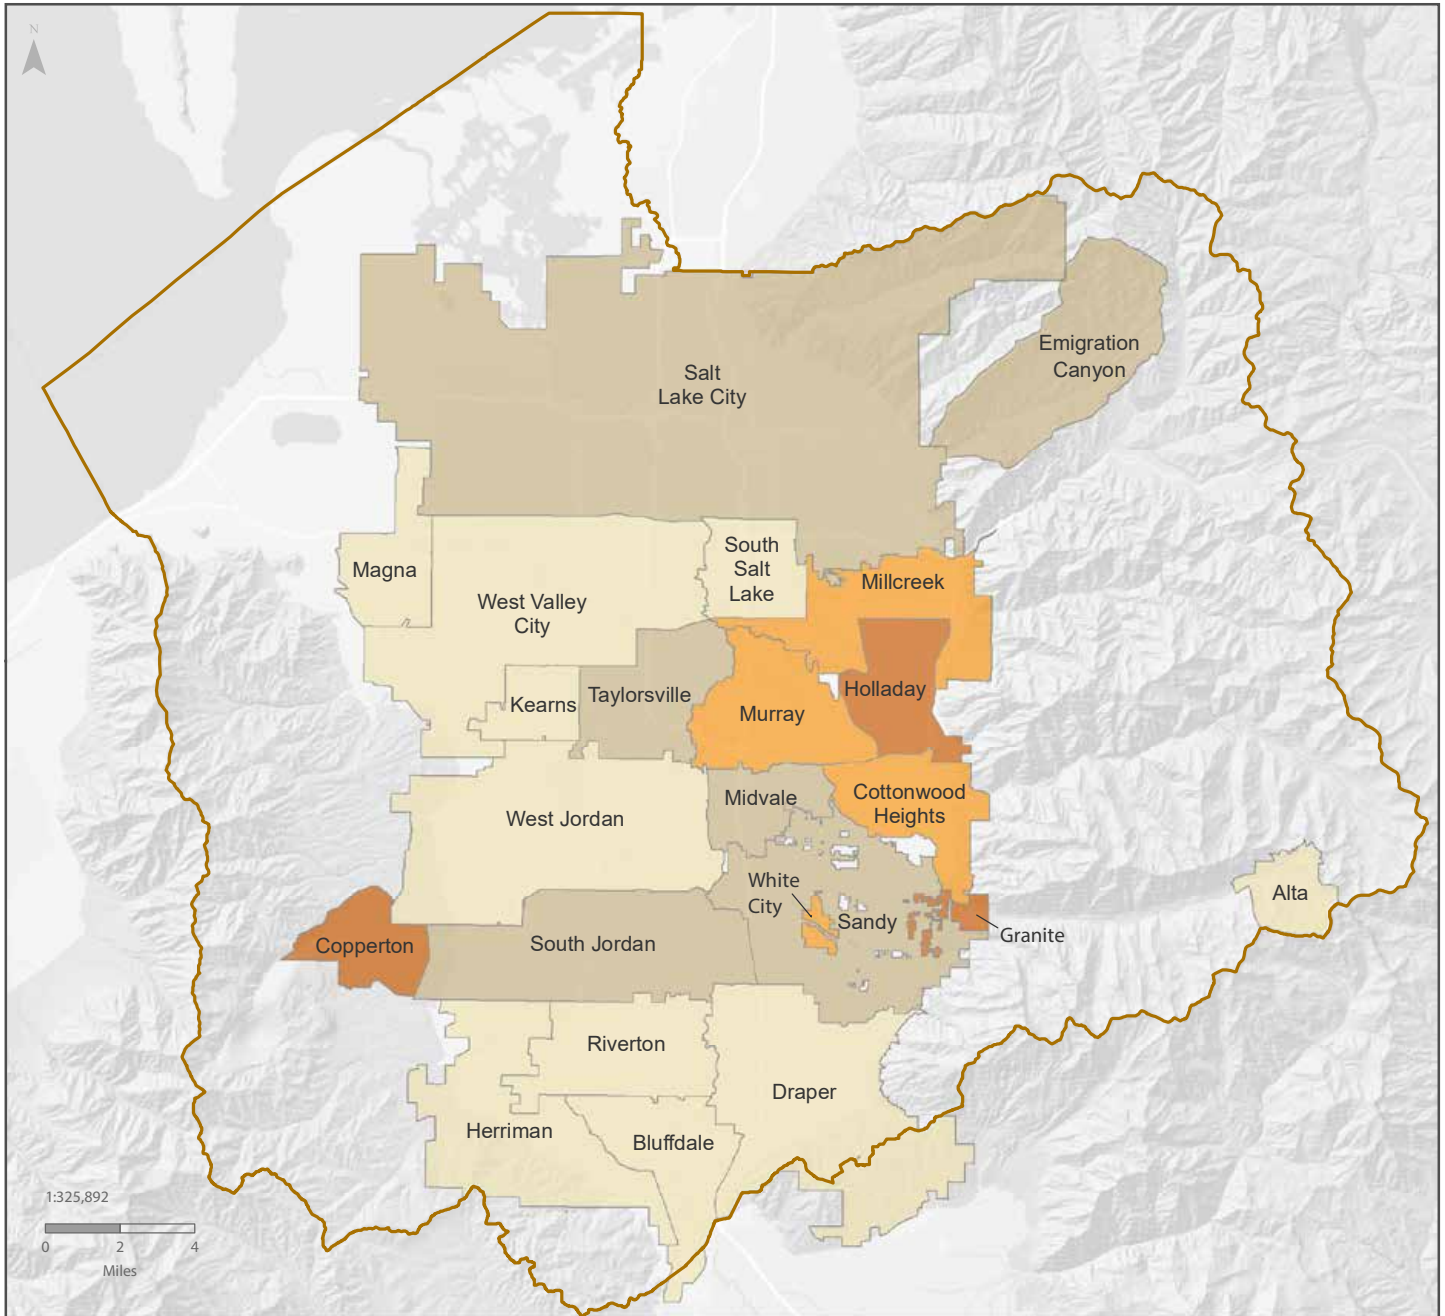 N
Emigration
Canyon
Salt
Lake City
South
Salt
Lake
Magna
Millcreek
West Valley
City
Holladay
Taylorsville
Kearns
Murray
Cottonwood
Heights
Midvale
West Jordan
White
City
Alta
Sandy
Granite
South Jordan
Copperton
Riverton
Draper
Herriman
Bluffdale
1:325,892
0 2 4
Miles